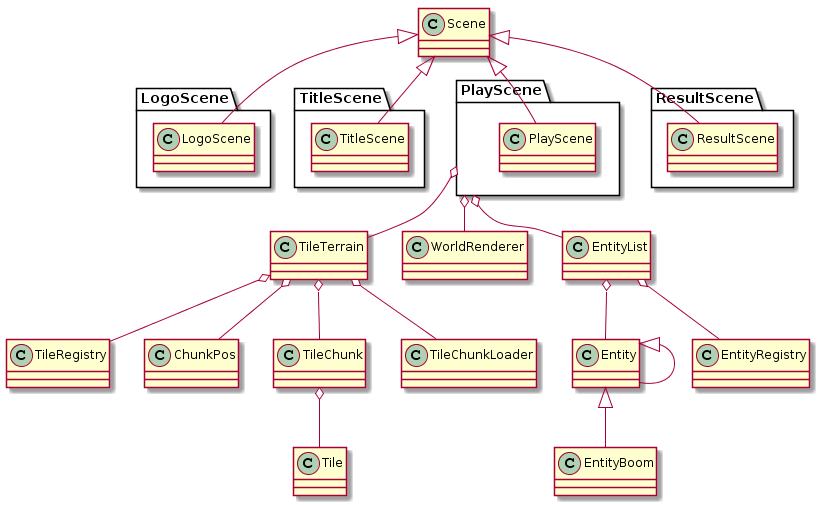 C Scene
LogoScene
TitleScene
PlayScene
ResultScene
C LogoScene
C TitleScene
C PlayScene
C ResultScene
C TileTerrain
C WorldRenderer
C EntityList
C TileRegistry
C ChunkPos
C TileChunk
C TileChunkLoader
C Entity
C EntityRegistry
C Tile
C EntityBoom